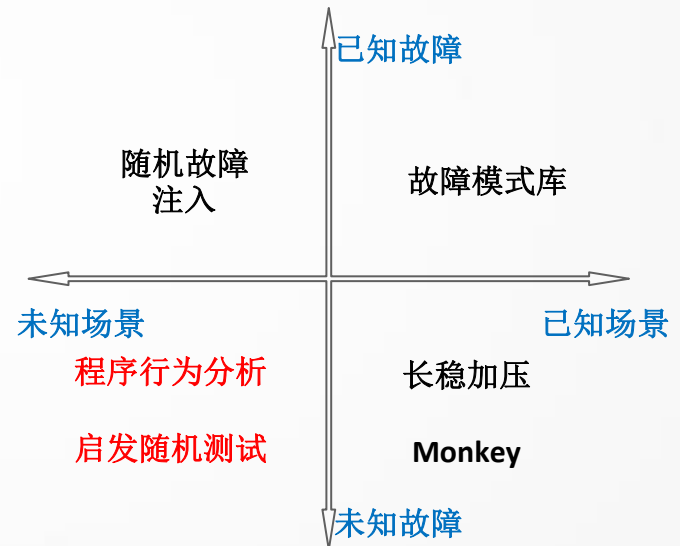 已知故障
随机故障
注入
故障模式库
未知场景
已知场景
程序行为分析
长稳加压
启发随机测试
Monkey
未知故障